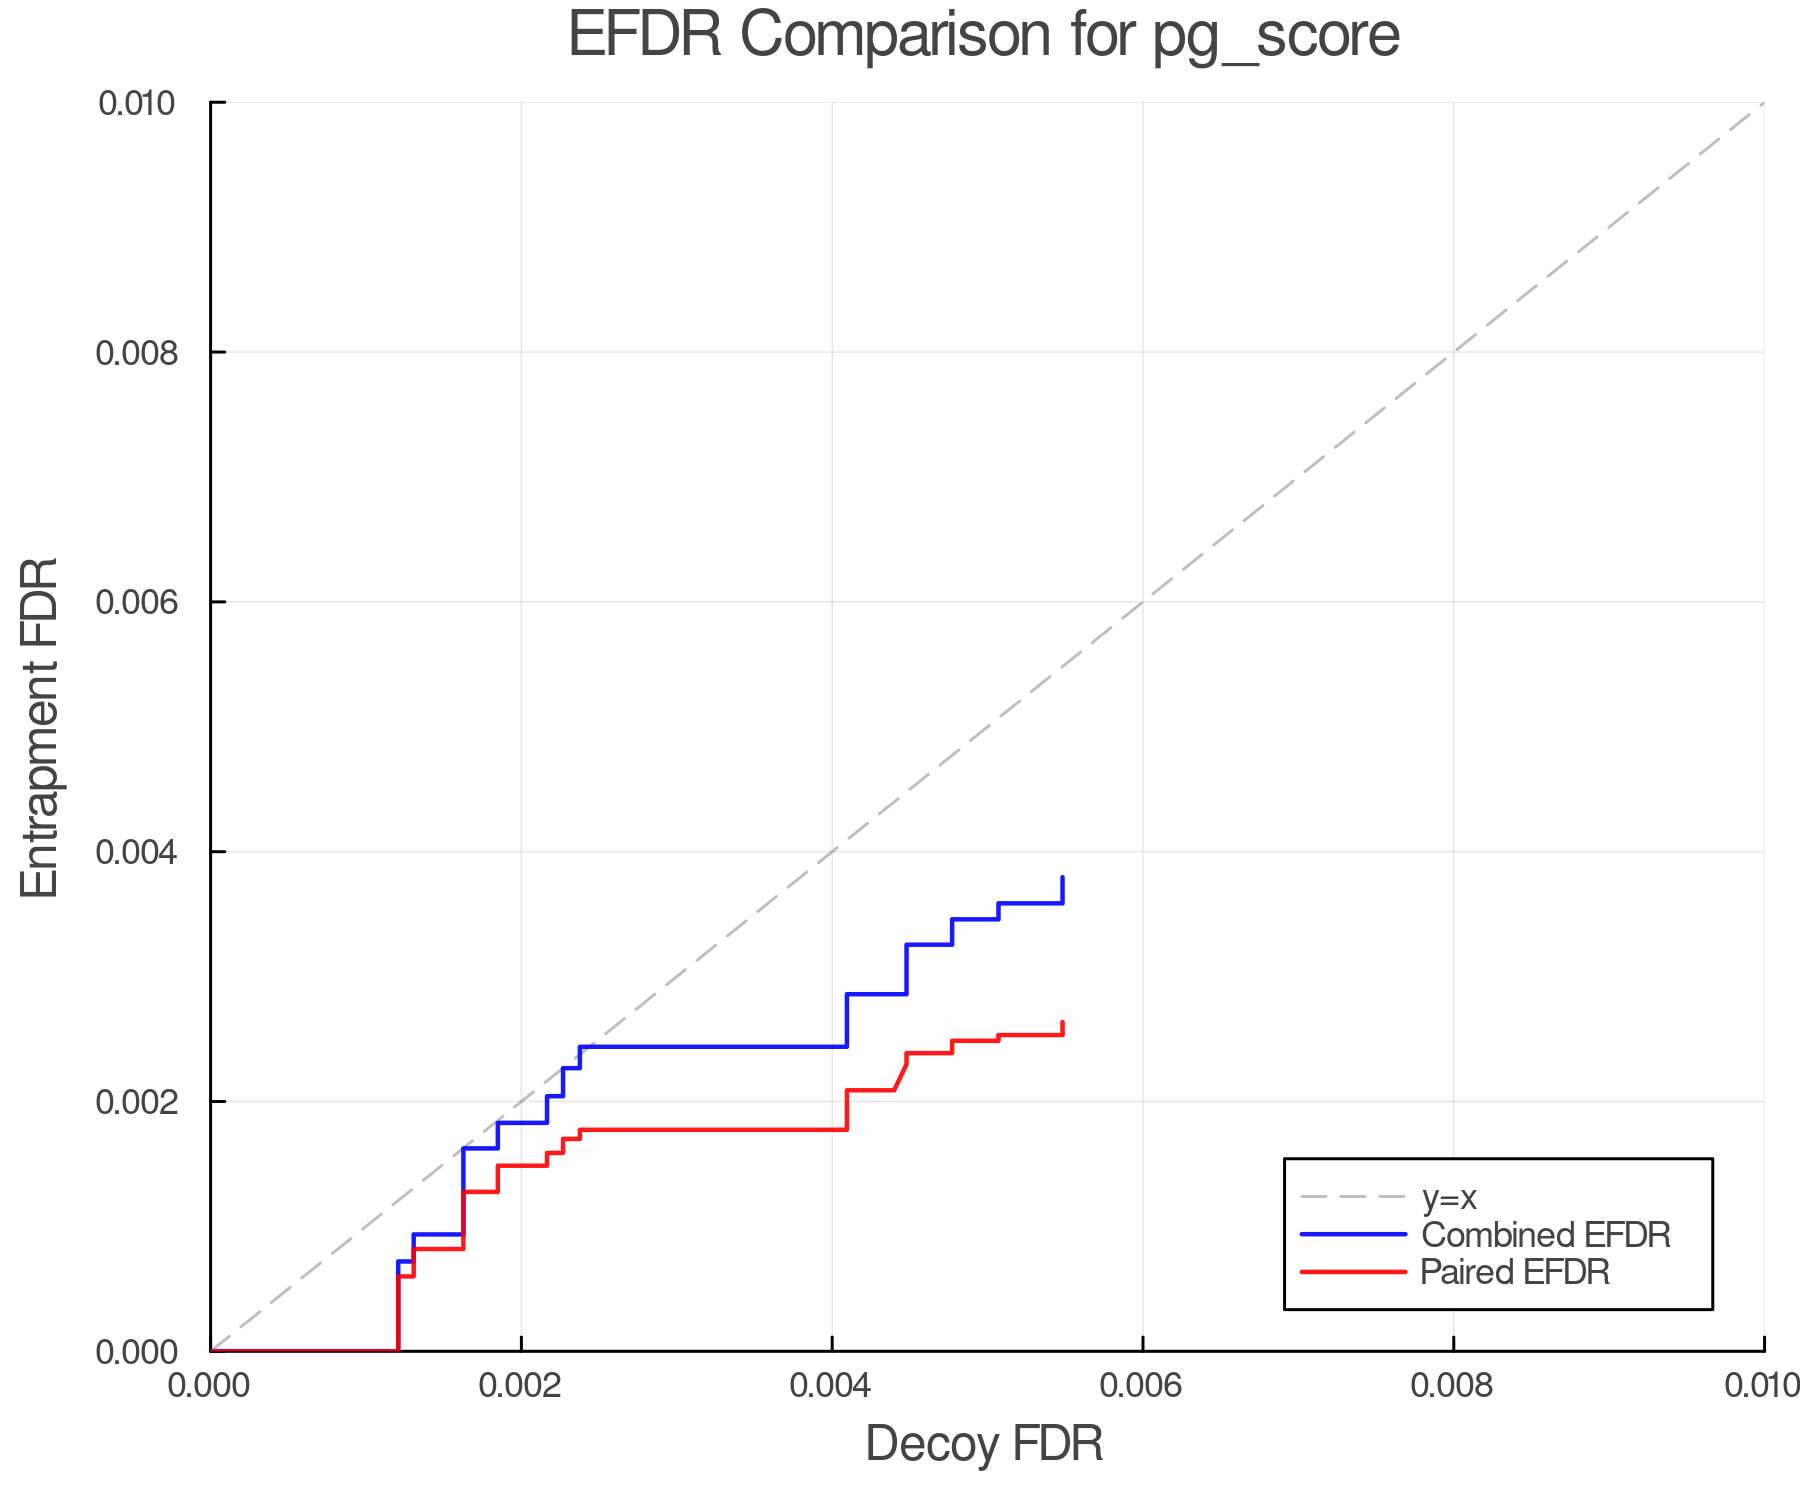 EFDR Comparison for pg_score
0.010
0.008
0.006
0.004
0.002
0.000
Entrapment FDR
y=x
Combined EFDR
Paired EFDR
0.000 0.002 0.004 0.006 0.008 0.010
Decoy FDR